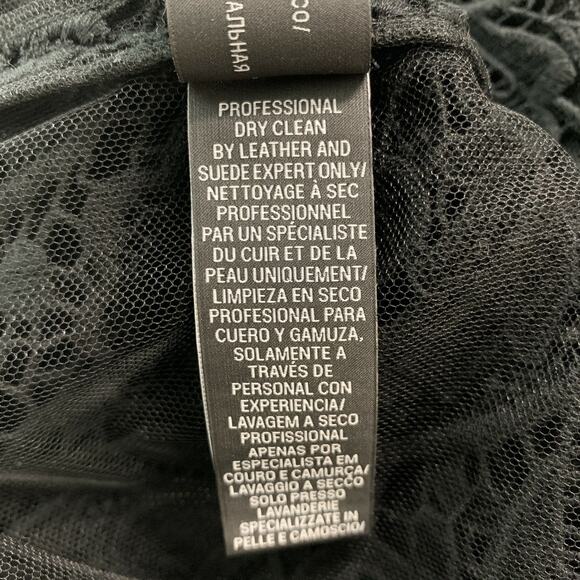 CO/
АЛЬНАЯ
PROFESSIONAL
DRY CLEAN
BY LEATHER AND
SUEDE EXPERT ONLY/
NETTOYAGE À SEC
PROFESSIONNEL
PAR UN SPÉCIALISTE
DU CUIR ET DE LA
PEAU UNIQUEMENT/
LIMPIEZA EN SECO
PROFESIONAL PARA
CUERO Y GAMUZA,
SOLAMENTE A
TRAVÉS DE
PERSONAL CON
EXPERIENCIA/
LAVAGEM A SECO
PROFISSIONAL
APENAS POR
ESPECIALISTA EM
COURO E CAMURÇA/
LAVAGGIO A SECCO
SOLO PRESSO
LAVANDERIE
SPECIALIZZATE IN
PELLE E CAMOSCIO/